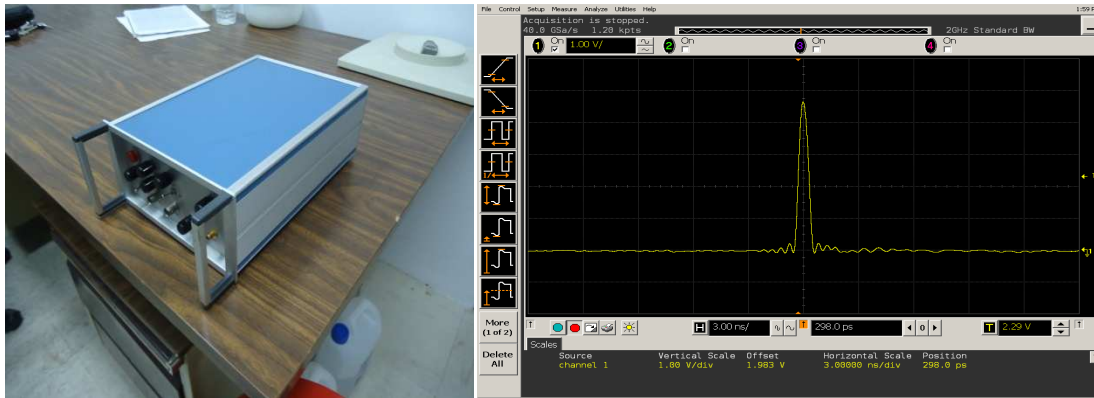 File Control Setup Measure Analyze Utilities Help 1:59 P
Acquisition is stopped.
40.0 GSa/s 1.20 kpts
2GHz Standard BW
1 On 1.00 V/ 2 On 3 On 4 On
More
(1 of 2)
Delete
All
H 3.00 ns/ 298.0 ps 0 T 2.29 V
Scales
Source Vertical Scale Offset Horizontal Scale Position
channel 1 1.00 V/div 1.983 V 3.00000 ns/div 298.0 ps